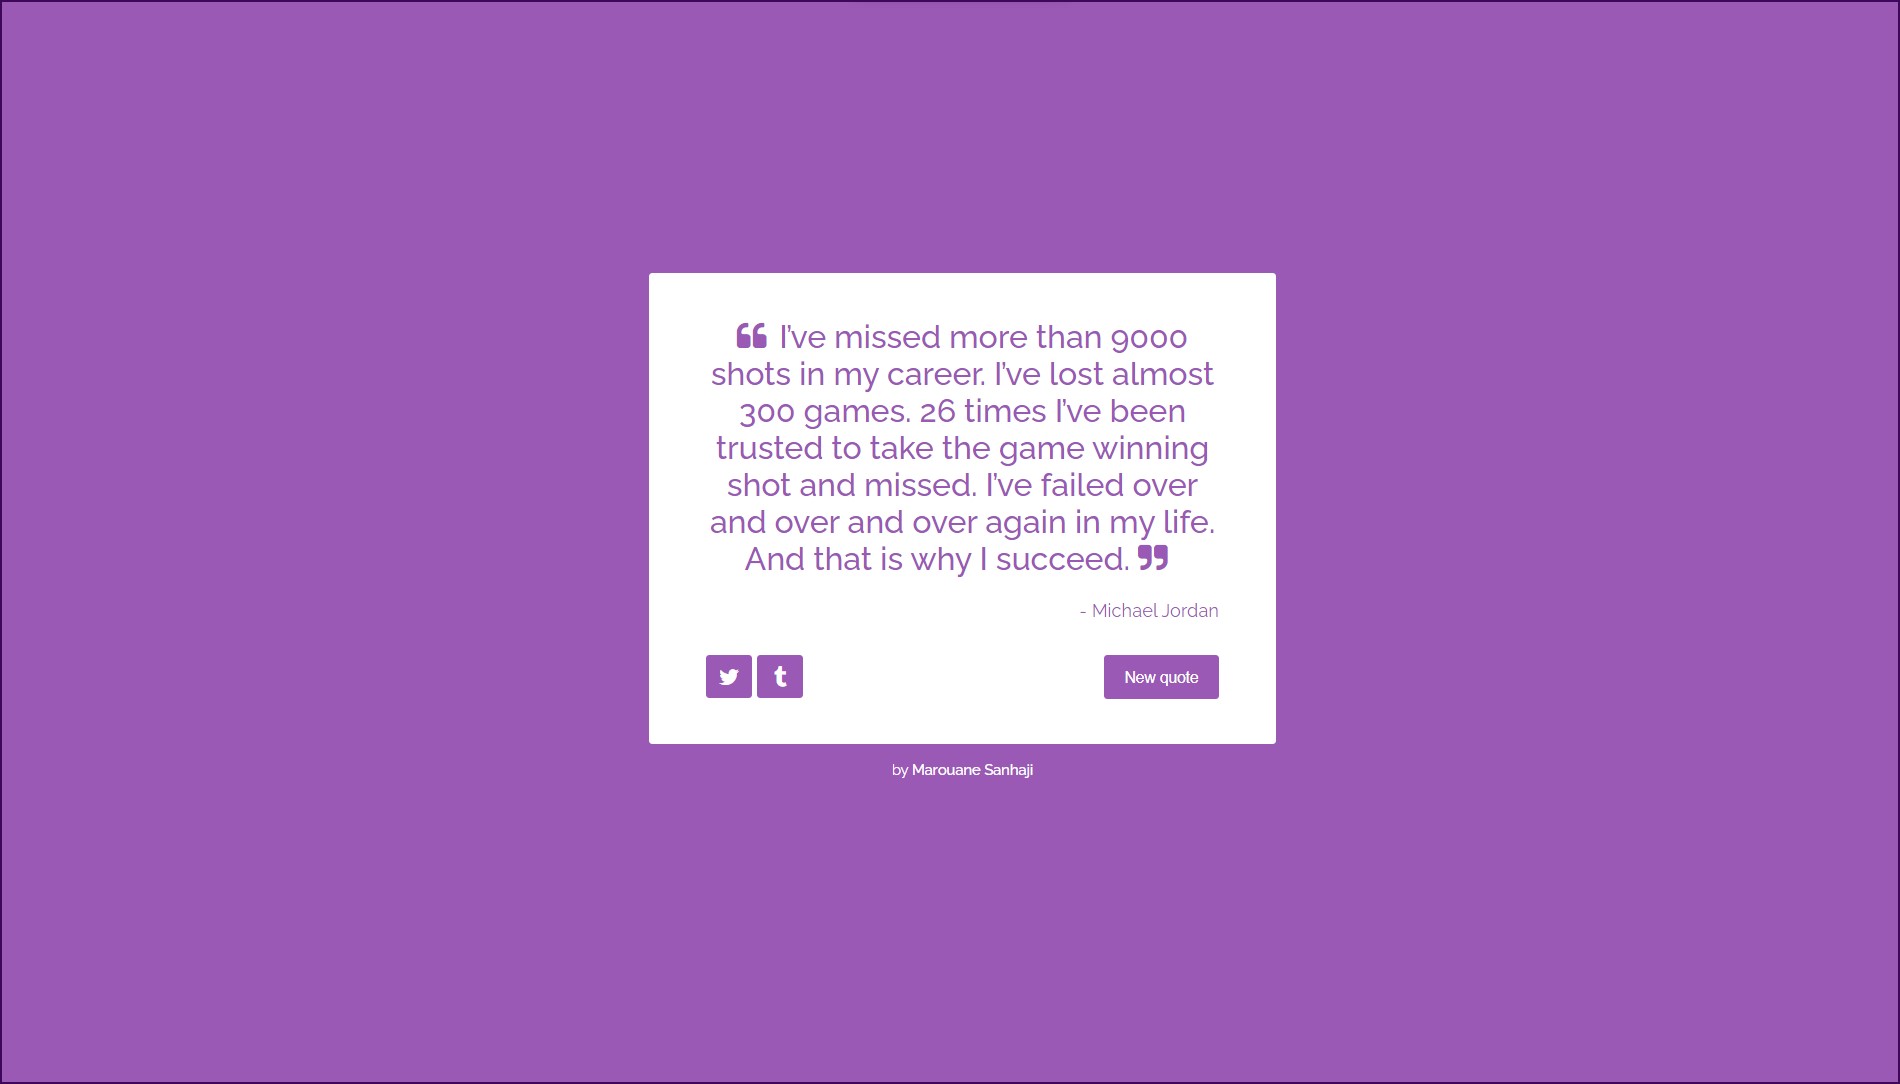 “ I’ve missed more than 9000
shots in my career. I’ve lost almost
300 games. 26 times I’ve been
trusted to take the game winning
shot and missed. I’ve failed over
and over and over again in my life.
And that is why I succeed. ”
- Michael Jordan
t New quote
by Marouane Sanhaji